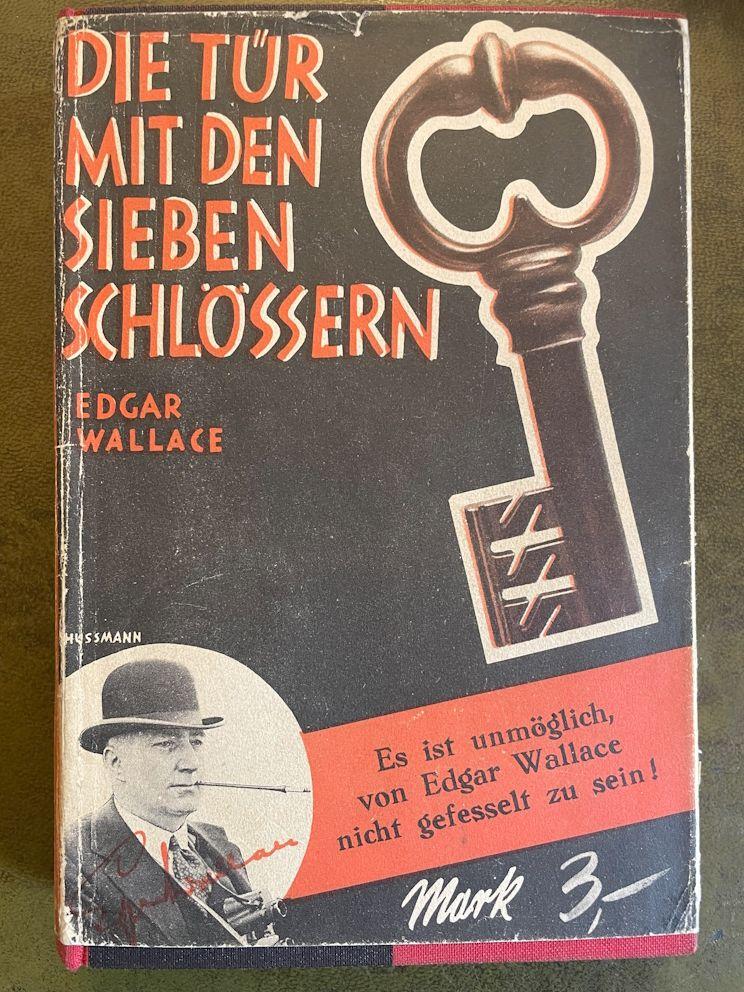 DIE TÜR
MIT DEN
SIEBEN
SCHLÖSSERN
EDGAR
WALLACE
HUSSMANN
Es ist unmöglich,
von Edgar Wallace
nicht gefesselt zu sein!
Mark 3,–